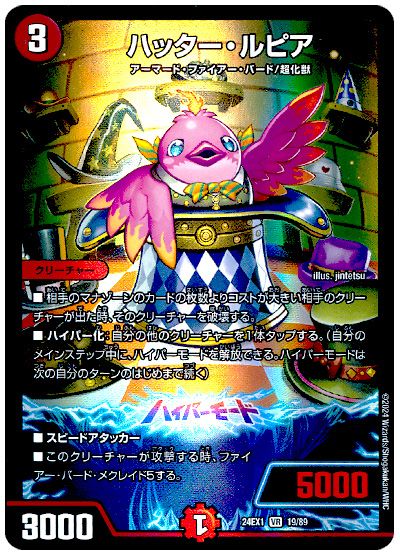 3
ハッター・ルピア
アーマード・ファイアー・バード/超化獣
illus. jintetsu
クリーチャー
■ 相手のマナゾーンのカードの枚数よりコストが大きい相手のクリー
チャーが出た時、そのクリーチャーを破壊する。
■ ハイパー化:自分の他のクリーチャーを1体タップする。(自分の
メインステップ中に、ハイパーモードを解放できる。ハイパーモードは
次の自分のターンのはじめまで続く)
ハイパーモード
■ スピードアタッカー
■ このクリーチャーが攻撃する時、ファイ
アー・バード・メクレイド5する。
5000
3000
1
24EX1 VR 19/89
©2024 Wizards/Shogakukan/WHC